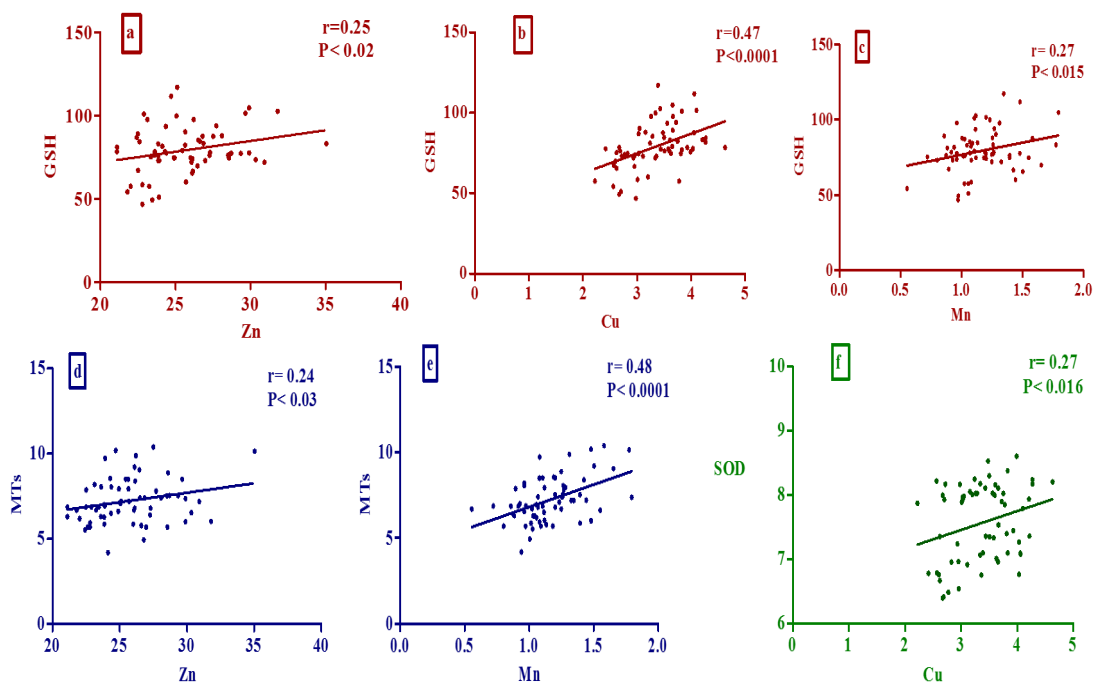 a
r=0.25
P< 0.02
150
100
50
0
GSH
20
25
30
35
40
Zn
b
r=0.47
P<0.0001
150
100
50
0
GSH
0
1
2
3
4
5
Cu
c
r= 0.27
P< 0.015
150
100
50
0
GSH
0.0
0.5
1.0
1.5
2.0
Mn
d
r= 0.24
P< 0.03
15
10
5
0
MTs
20
25
30
35
40
Zn
e
r= 0.48
P< 0.0001
15
10
5
0
MTs
0.0
0.5
1.0
1.5
2.0
Mn
f
r= 0.27
P< 0.016
10
9
8
7
6
SOD
0
1
2
3
4
5
Cu